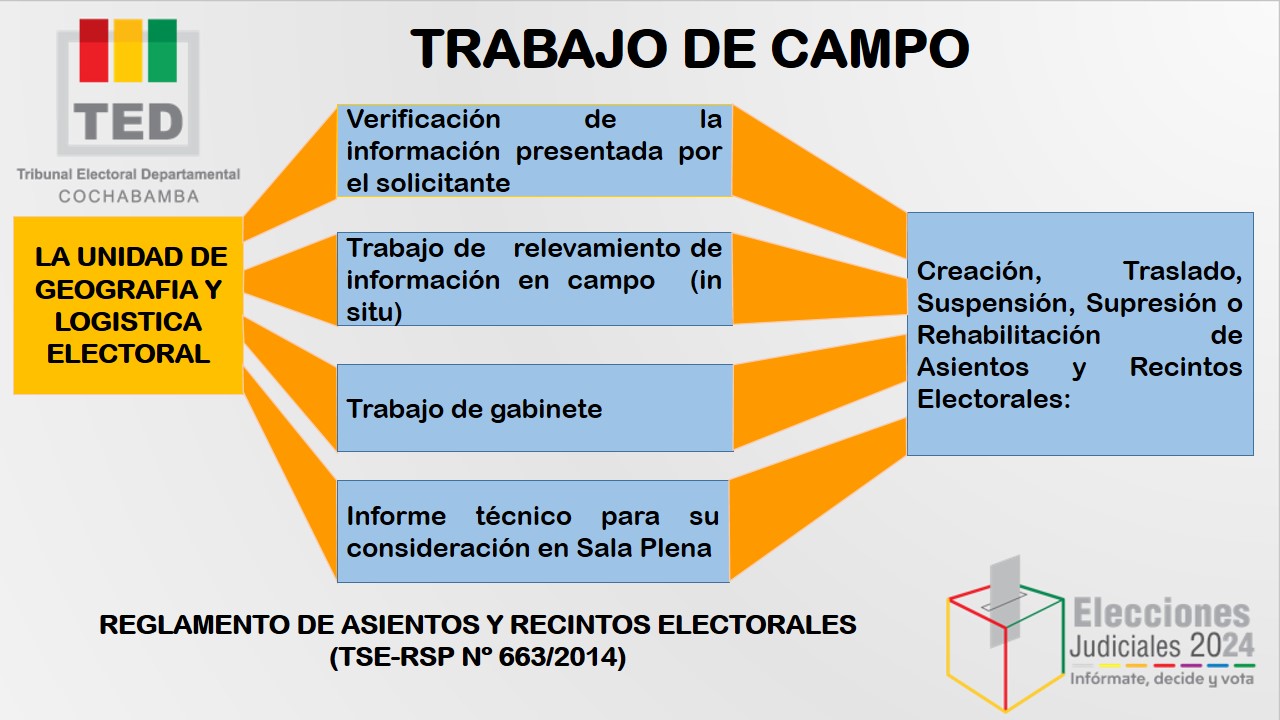 TRABAJO DE CAMPO
TED
Tribunal Electoral Departamental
COCHABAMBA
LA UNIDAD DE
GEOGRAFIA Y
LOGISTICA
ELECTORAL
Verificación de la
información presentada por
el solicitante
Trabajo de relevamiento de
información en campo (in
situ)
Trabajo de gabinete
Informe técnico para su
consideración en Sala Plena
Creación, Traslado,
Suspensión, Supresión o
Rehabilitación de
Asientos y Recintos
Electorales:
REGLAMENTO DE ASIENTOS Y RECINTOS ELECTORALES
(TSE-RSP Nº 663/2014)
Elecciones
Judiciales 2024
Infórmate, decide y vota